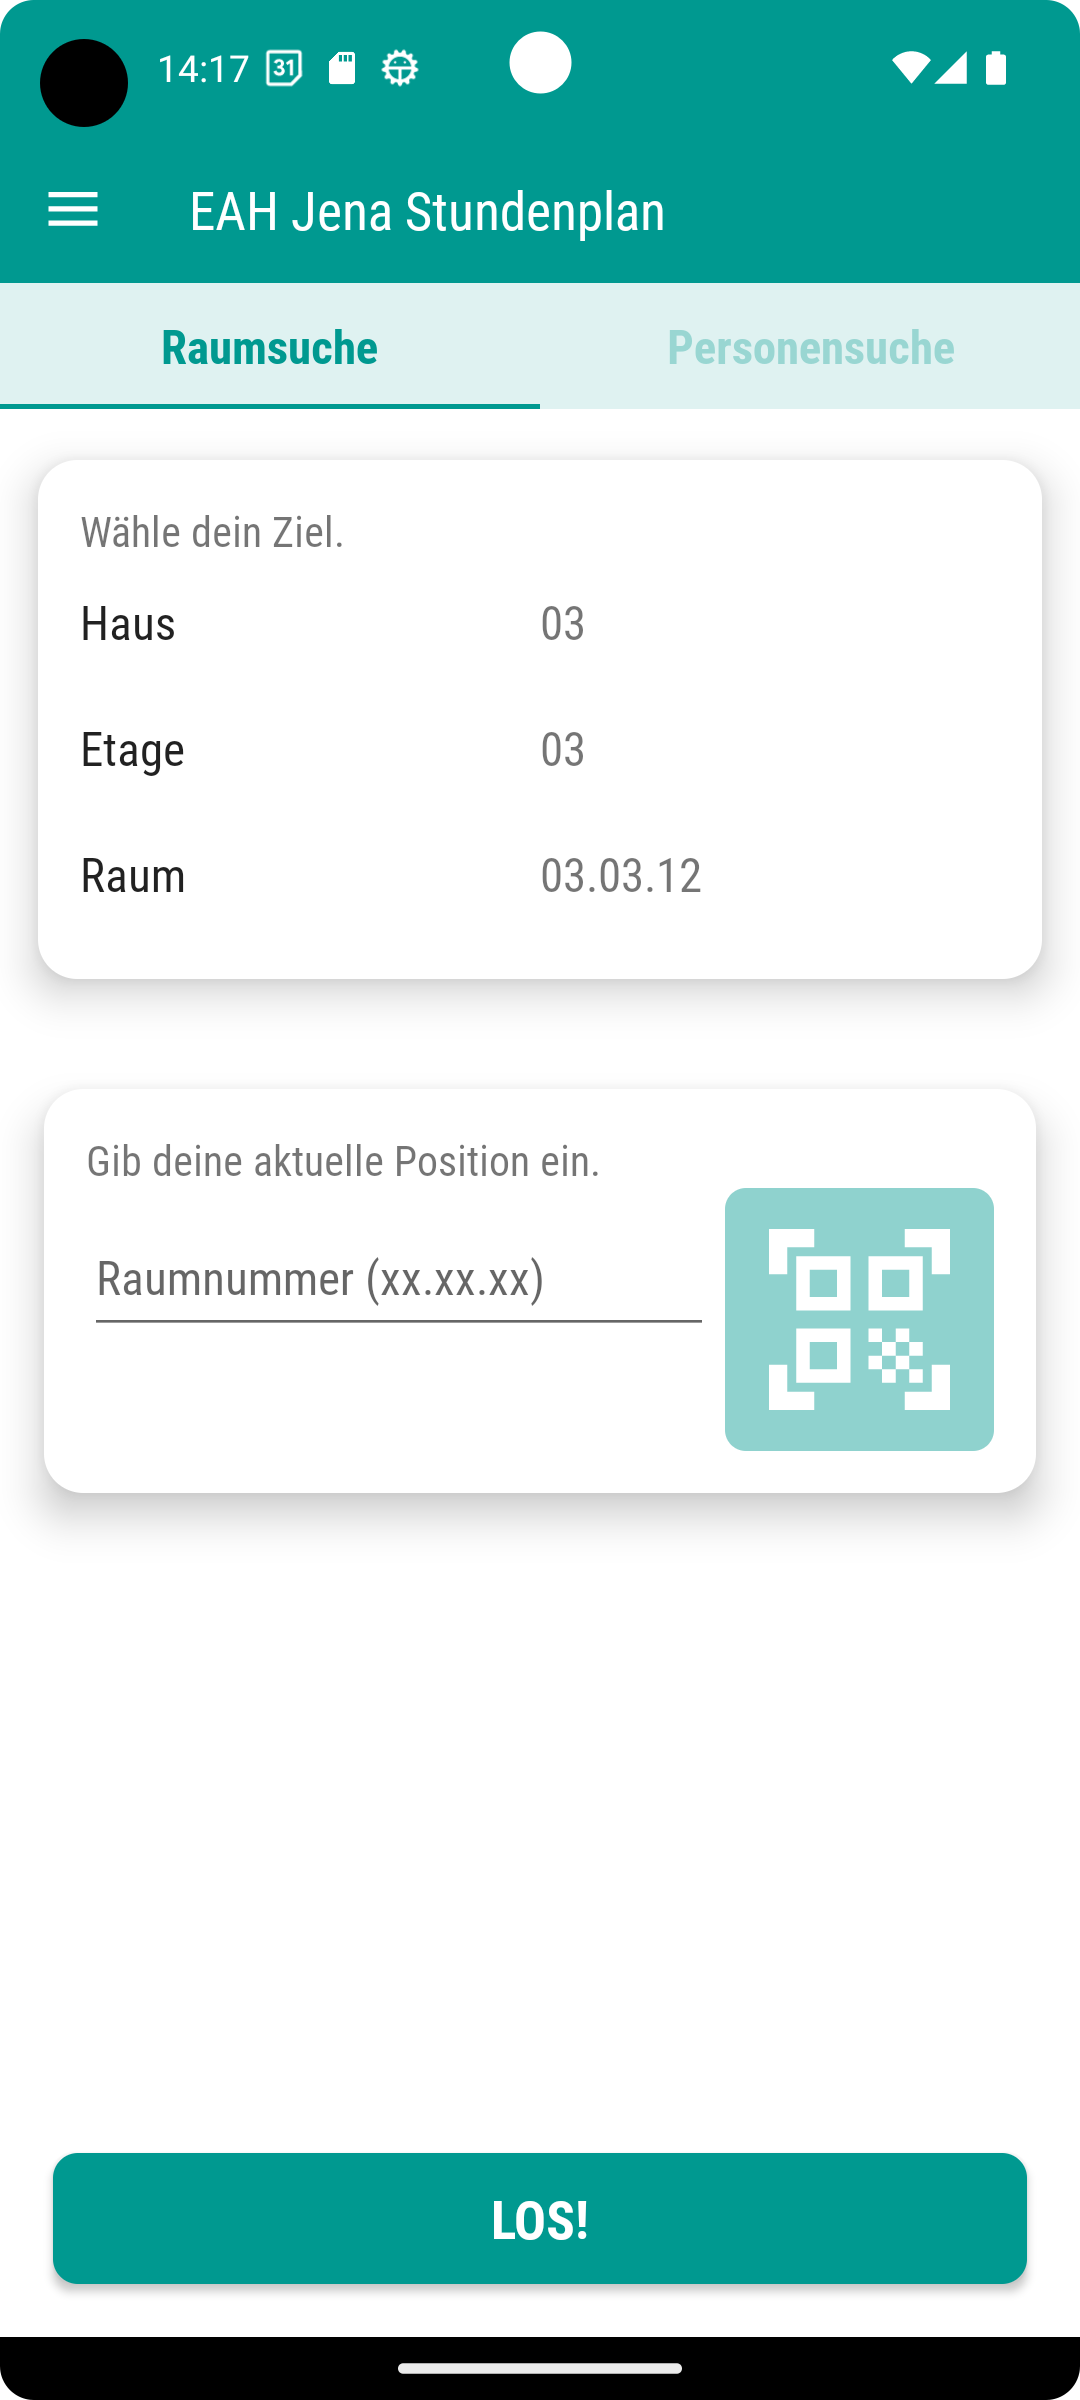 14:17 31
EAH Jena Stundenplan
Raumsuche Personensuche
Wähle dein Ziel.
Haus 03
Etage 03
Raum 03.03.12
Gib deine aktuelle Position ein.
Raumnummer (xx.xx.xx)
LOS!